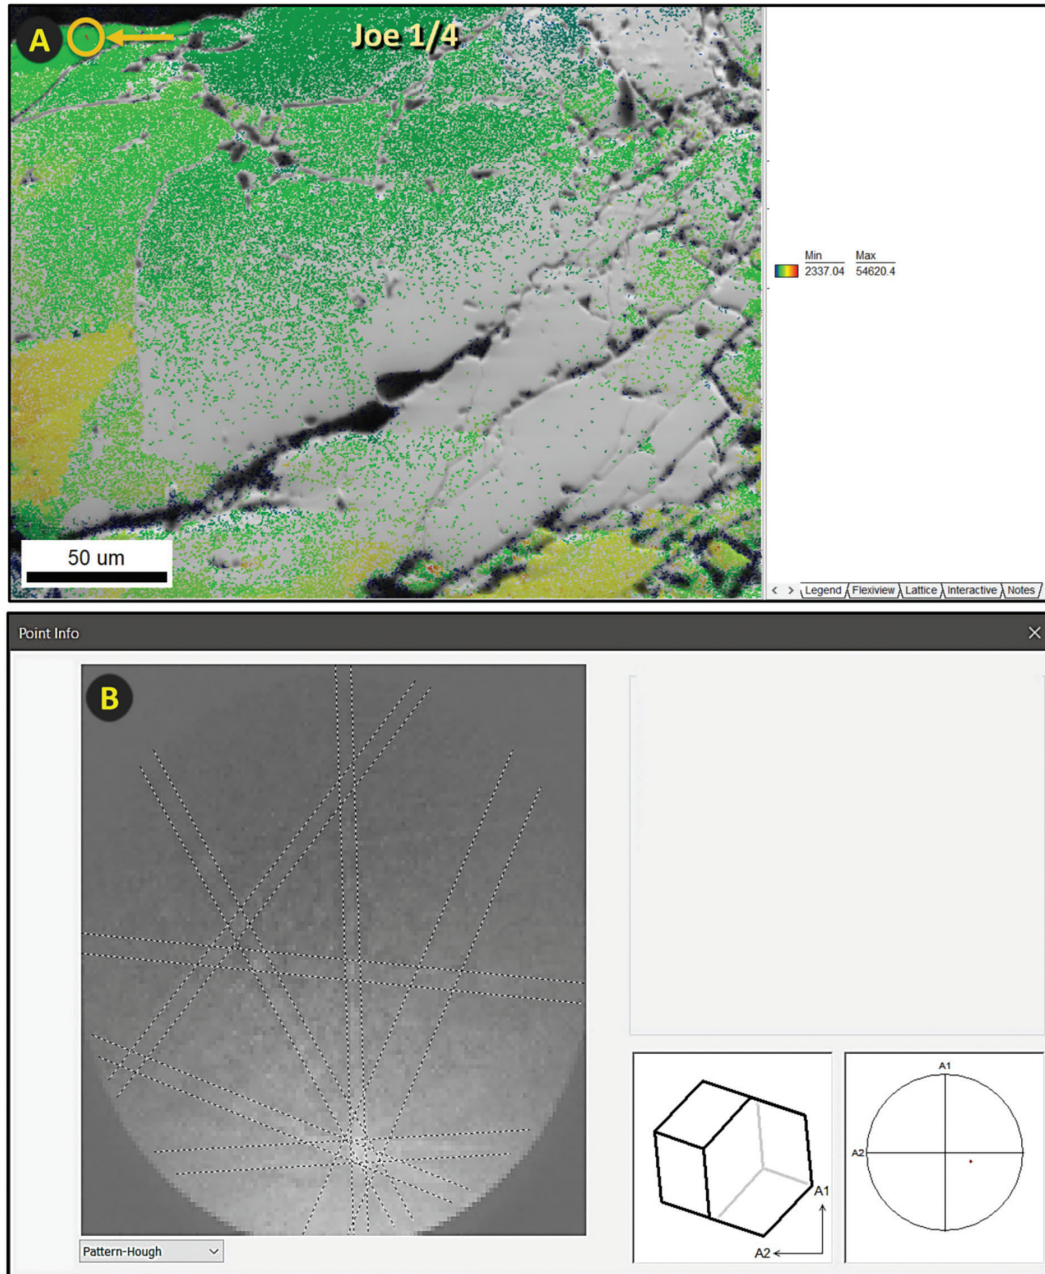 A
Joe 1/4
Min Max
2337.04 54620.4
50 um
< > Legend Flexiview Lattice Interactive Notes
Point Info ×
B
A1
A2
A1
A2
Pattern-Hough